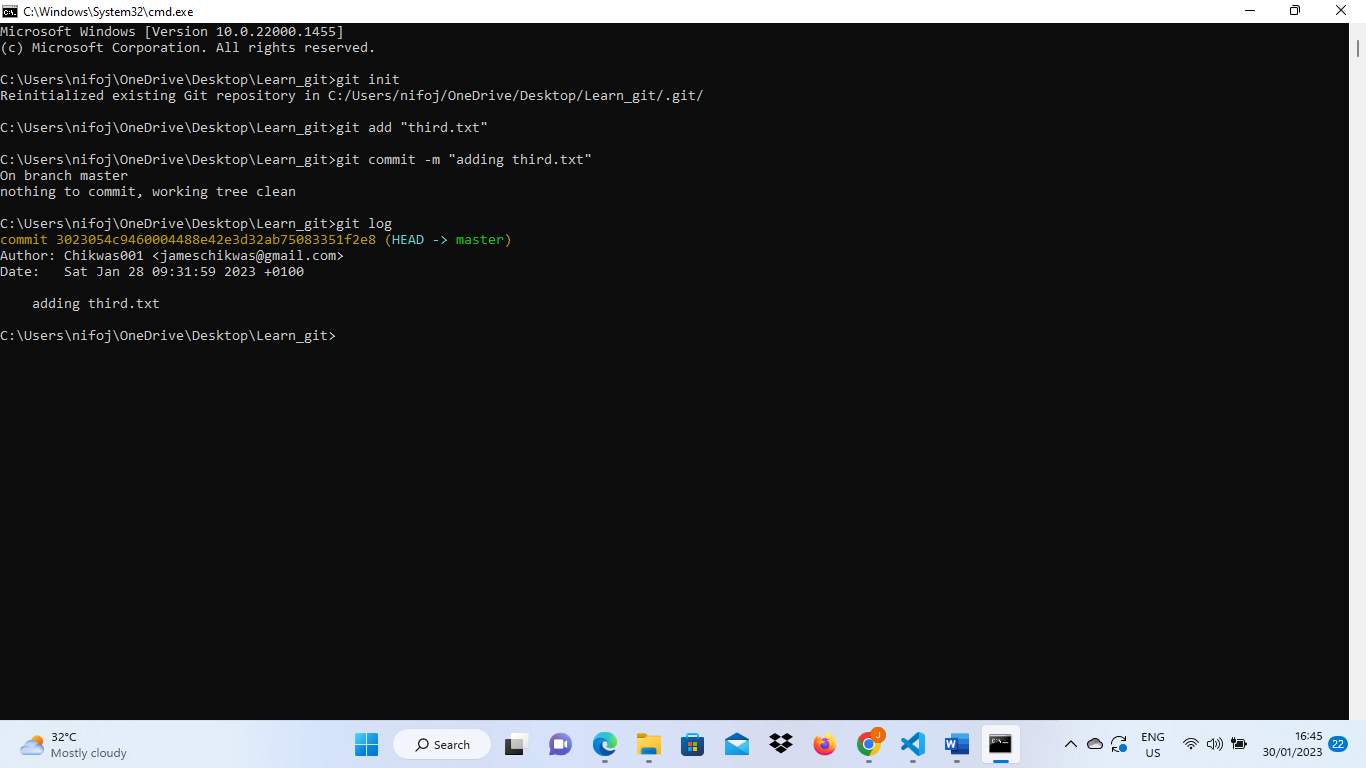 C:\Windows\System32\cmd.exe
Microsoft Windows [Version 10.0.22000.1455]
(c) Microsoft Corporation. All rights reserved.
C:\Users\nifoj\OneDrive\Desktop\Learn_git>git init
Reinitialized existing Git repository in C:/Users/nifoj/OneDrive/Desktop/Learn_git/.git/
C:\Users\nifoj\OneDrive\Desktop\Learn_git>git add "third.txt"
C:\Users\nifoj\OneDrive\Desktop\Learn_git>git commit -m "adding third.txt"
On branch master
nothing to commit, working tree clean
C:\Users\nifoj\OneDrive\Desktop\Learn_git>git log
commit 3023054c9460004488e42e3d32ab75083351f2e8 (HEAD -> master)
Author: Chikwas001 <jameschikwas@gmail.com>
Date:   Sat Jan 28 09:31:59 2023 +0100
    adding third.txt
C:\Users\nifoj\OneDrive\Desktop\Learn_git>
32°C
Mostly cloudy
Search
J
W
ENG
US
16:45
30/01/2023
22